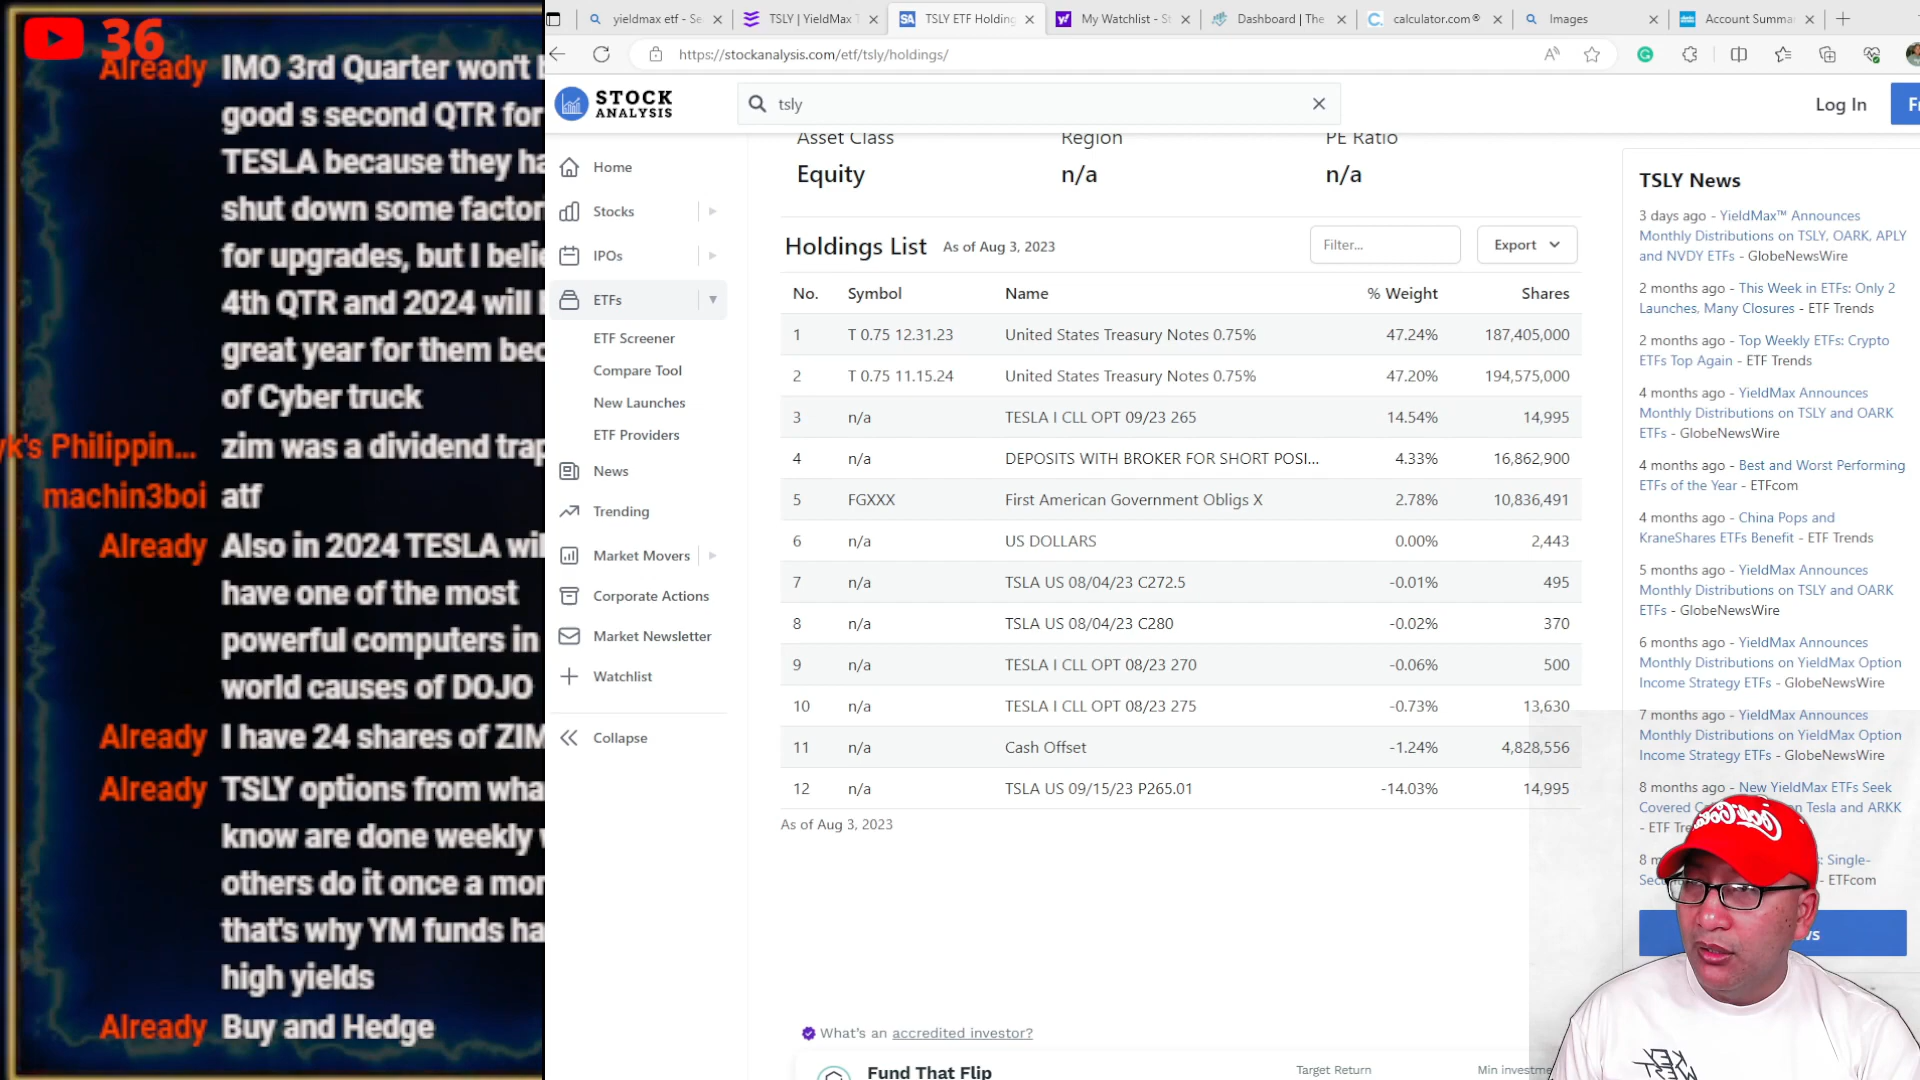 36
Already IMO 3rd Quarter won't
good s second QTR for
TESLA because they
shut down some
for upgrades, but I
4th QTR and 2024 will
great year for them
of Cyber truck
zim was a dividend trap
machin3boi atf
Already Also in 2024 TESLA
have one of the most
powerful computers in
world causes of DOJO
Already I have 24 shares of ZIM
Already TSLY options from
know are done weekly
others do it once a
that's why YM funds
high yields
Already Buy and Hedge
yieldmax etf - Se
TSLY | YieldMax
TSLY ETF Holding
My Watchlist - St
Dashboard | The
calculator.com®
Images
Account Summa
https://stockanalysis.com/etf/tsly/holdings/
STOCK
ANALYSIS
tsly
Log In
Home
Stocks
IPOs
ETFs
ETF Screener
Compare Tool
New Launches
ETF Providers
News
Trending
Market Movers
Corporate Actions
Market Newsletter
Watchlist
Collapse
Asset Class Region PE Ratio
Equity n/a n/a
Holdings List As of Aug 3, 2023 Filter... Export
No. Symbol Name % Weight Shares
1 T 0.75 12.31.23 United States Treasury Notes 0.75% 47.24% 187,405,000
2 T 0.75 11.15.24 United States Treasury Notes 0.75% 47.20% 194,575,000
3 n/a TESLA I CLL OPT 09/23 265 14.54% 14,995
4 n/a DEPOSITS WITH BROKER FOR SHORT POSI... 4.33% 16,862,900
5 FGXXX First American Government Obligs X 2.78% 10,836,491
6 n/a US DOLLARS 0.00% 2,443
7 n/a TSLA US 08/04/23 C272.5 -0.01% 495
8 n/a TSLA US 08/04/23 C280 -0.02% 370
9 n/a TESLA I CLL OPT 08/23 270 -0.06% 500
10 n/a TESLA I CLL OPT 08/23 275 -0.73% 13,630
11 n/a Cash Offset -1.24% 4,828,556
12 n/a TSLA US 09/15/23 P265.01 -14.03% 14,995
As of Aug 3, 2023
What's an accredited investor?
Fund That Flip
Target Return
Min
TSLY News
3 days ago - YieldMax™ Announces
Monthly Distributions on TSLY, OARK, APLY
and NVDY ETFs - GlobeNewsWire
2 months ago - This Week in ETFs: Only 2
Launches, Many Closures - ETF Trends
2 months ago - Top Weekly ETFs: Crypto
ETFs Top Again - ETF Trends
4 months ago - YieldMax Announces
Monthly Distributions on TSLY and OARK
ETFs - GlobeNewsWire
4 months ago - Best and Worst Performing
ETFs of the Year - ETFcom
4 months ago - China Pops and
KraneShares ETFs Benefit - ETF Trends
5 months ago - YieldMax Announces
Monthly Distributions on TSLY and OARK
ETFs - GlobeNewsWire
6 months ago - YieldMax Announces
Monthly Distributions on YieldMax Option
Income Strategy ETFs - GlobeNewsWire
7 months ago - YieldMax Announces
Monthly Distributions on YieldMax Option
Income Strategy ETFs - GlobeNewsWire
8 months ago - New YieldMax ETFs Seek
Covered on Tesla and ARKK
- ETF
8 Single-
- ETFcom
Coca-Cola